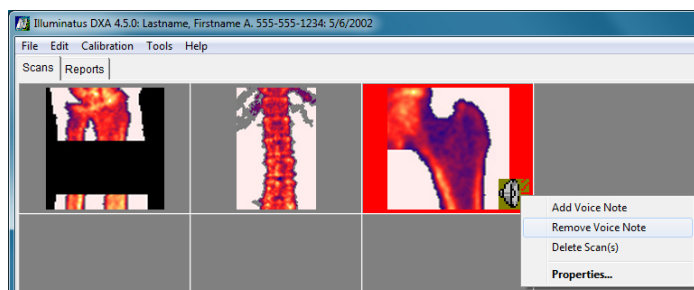 Illuminatus DXA 4.5.0: Lastname, Firstname A. 555-555-1234: 5/6/2002
File Edit Calibration Tools Help
Scans Reports
Add Voice Note
Remove Voice Note
Delete Scan(s)
Properties...